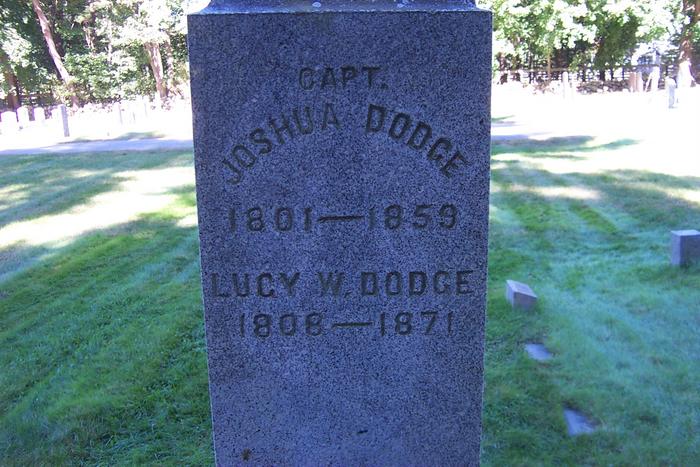 CAPT.
JOSHUA DODGE
1801—1859
LUCY W. DODGE
1808—1871